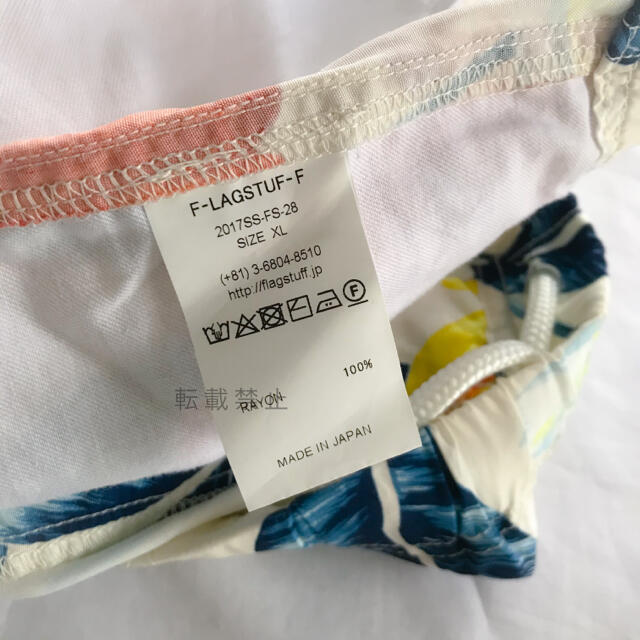 F-LAGSTUF-F
2017SS-FS-28
SIZE XL
(+81) 3-6804-8510
http://flagstuff.jp
F
RAYON 100%
転載禁止
MADE IN JAPAN